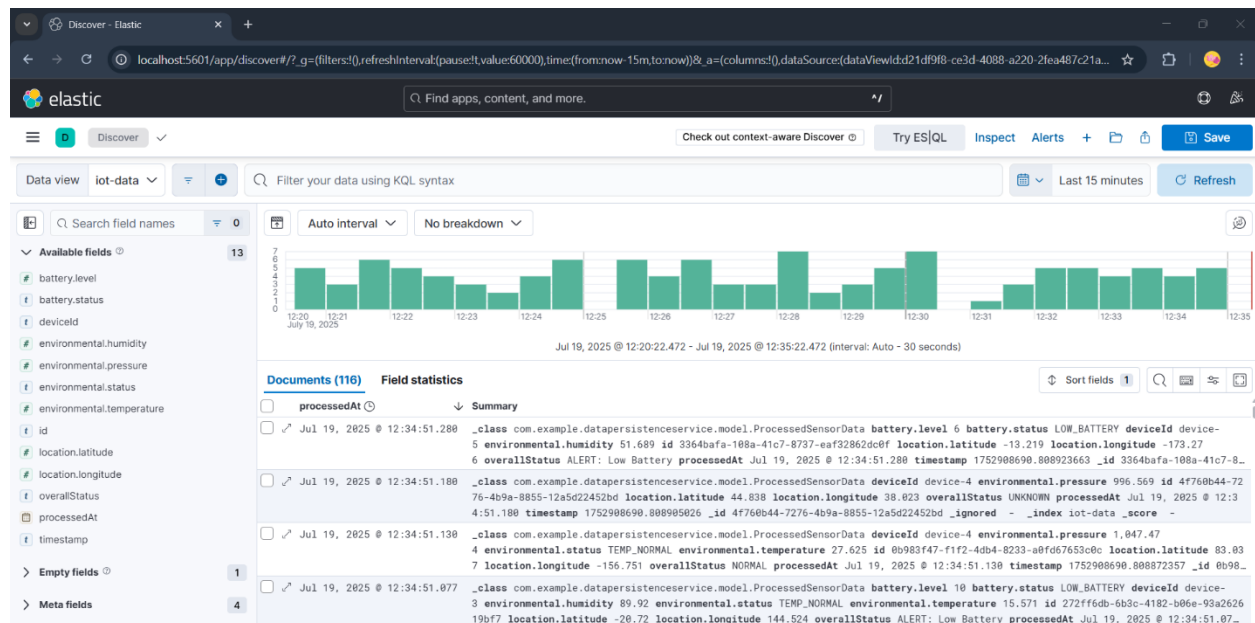 Discover - Elastic
localhost:5601/app/discover#/?_g=(filters:!(),refreshInterval:(pause:!t,value:60000),time:(from:now-15m,to:now))&_a=(columns:!(),dataSource:(dataViewId:d21df9f8-ce3d-4088-a220-2fea487c21a...
elastic
Find apps, content, and more.
^/
D
Discover
Check out context-aware Discover
Try ES|QL
Inspect
Alerts
Save
Data view
iot-data
Filter your data using KQL syntax
Last 15 minutes
Refresh
Search field names
0
Auto interval
No breakdown
Available fields
13
battery.level
battery.status
deviceId
environmental.humidity
environmental.pressure
environmental.status
environmental.temperature
id
location.latitude
location.longitude
overallStatus
processedAt
timestamp
Empty fields
1
Meta fields
4
7
6
5
4
3
2
1
0
12:20 12:21 12:22 12:23 12:24 12:25 12:26 12:27 12:28 12:29 12:30 12:31 12:32 12:33 12:34 12:35
July 19, 2025
Jul 19, 2025 @ 12:20:22.472 - Jul 19, 2025 @ 12:35:22.472 (interval: Auto - 30 seconds)
Documents (116)
Field statistics
Sort fields 1
processedAt
Summary
Jul 19, 2025 @ 12:34:51.280 _class com.example.datapersistenceservice.model.ProcessedSensorData battery.level 6 battery.status LOW_BATTERY deviceId device-
5 environmental.humidity 51.689 id 3364bafa-108a-41c7-8737-eaf32862dc0f location.latitude -13.219 location.longitude -173.27
6 overallStatus ALERT: Low Battery processedAt Jul 19, 2025 @ 12:34:51.280 timestamp 1752908690.808923663 _id 3364bafa-108a-41c7-8...
Jul 19, 2025 @ 12:34:51.180 _class com.example.datapersistenceservice.model.ProcessedSensorData deviceId device-4 environmental.pressure 996.569 id 4f760b44-72
76-4b9a-8855-12a5d22452bd location.latitude 44.838 location.longitude 38.023 overallStatus UNKNOWN processedAt Jul 19, 2025 @ 12:3
4:51.180 timestamp 1752908690.808905026 _id 4f760b44-7276-4b9a-8855-12a5d22452bd _ignored - _index iot-data _score -
Jul 19, 2025 @ 12:34:51.130 _class com.example.datapersistenceservice.model.ProcessedSensorData deviceId device-4 environmental.pressure 1,047.47
4 environmental.status TEMP_NORMAL environmental.temperature 27.625 id 0b983f47-f1f2-4db4-8233-a0fd67653c0c location.latitude 83.03
7 location.longitude -156.751 overallStatus NORMAL processedAt Jul 19, 2025 @ 12:34:51.130 timestamp 1752908690.808872357 _id 0b98...
Jul 19, 2025 @ 12:34:51.077 _class com.example.datapersistenceservice.model.ProcessedSensorData battery.level 10 battery.status LOW_BATTERY deviceId device-
3 environmental.humidity 89.92 environmental.status TEMP_NORMAL environmental.temperature 15.571 id 272ff6db-6b3c-4182-b06e-93a2626
19bf7 location.latitude -20.72 location.longitude 144.524 overallStatus ALERT: Low Battery processedAt Jul 19, 2025 @ 12:34:51.07...